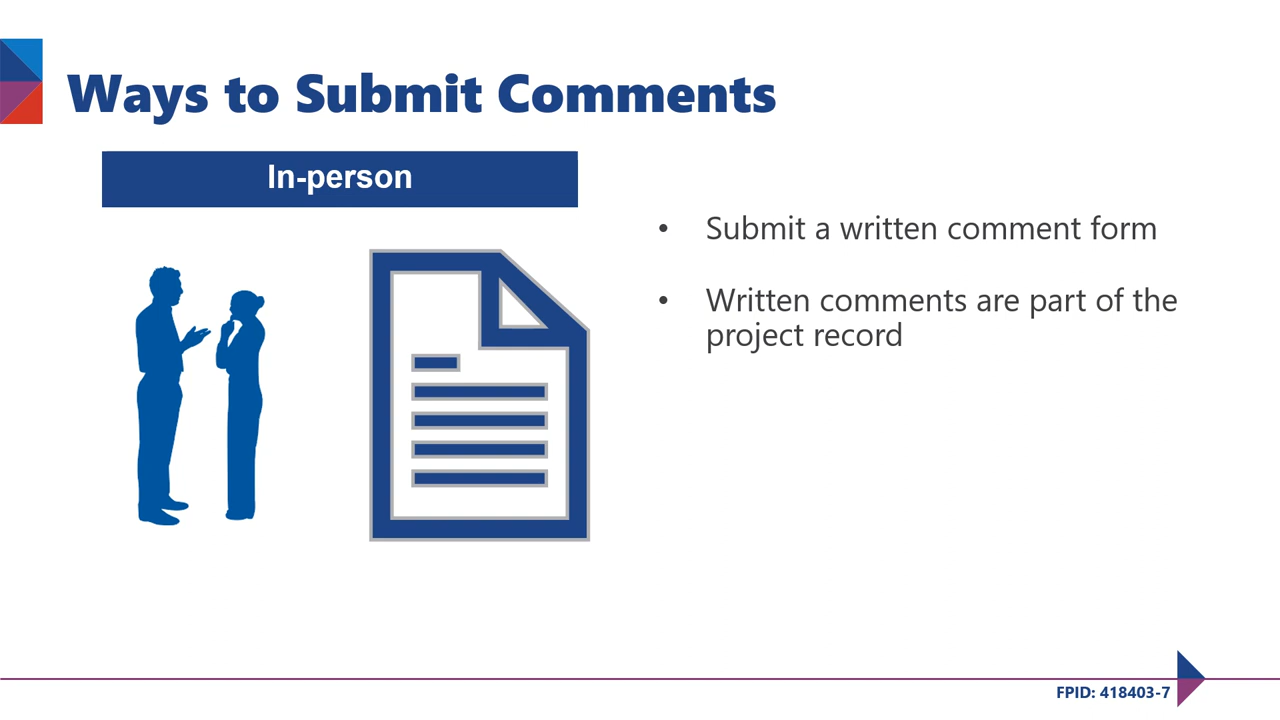 Ways to Submit Comments
In-person
• Submit a written comment form
• Written comments are part of the
project record
FPID: 418403-7